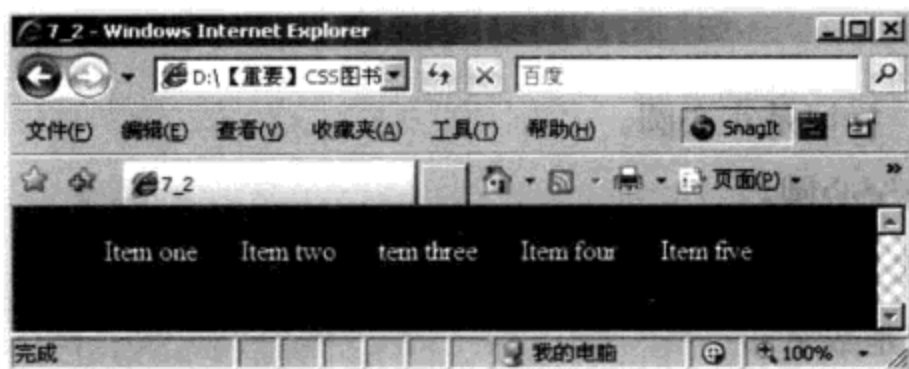 7_2 - Windows Internet Explorer
D:\【重要】CSS图书 百度
文件(F) 编辑(E) 查看(V) 收藏夹(A) 工具(T) 帮助(H) SnagIt
7_2 页面(P)
Item one Item two tem three Item four Item five
完成 我的电脑 100%